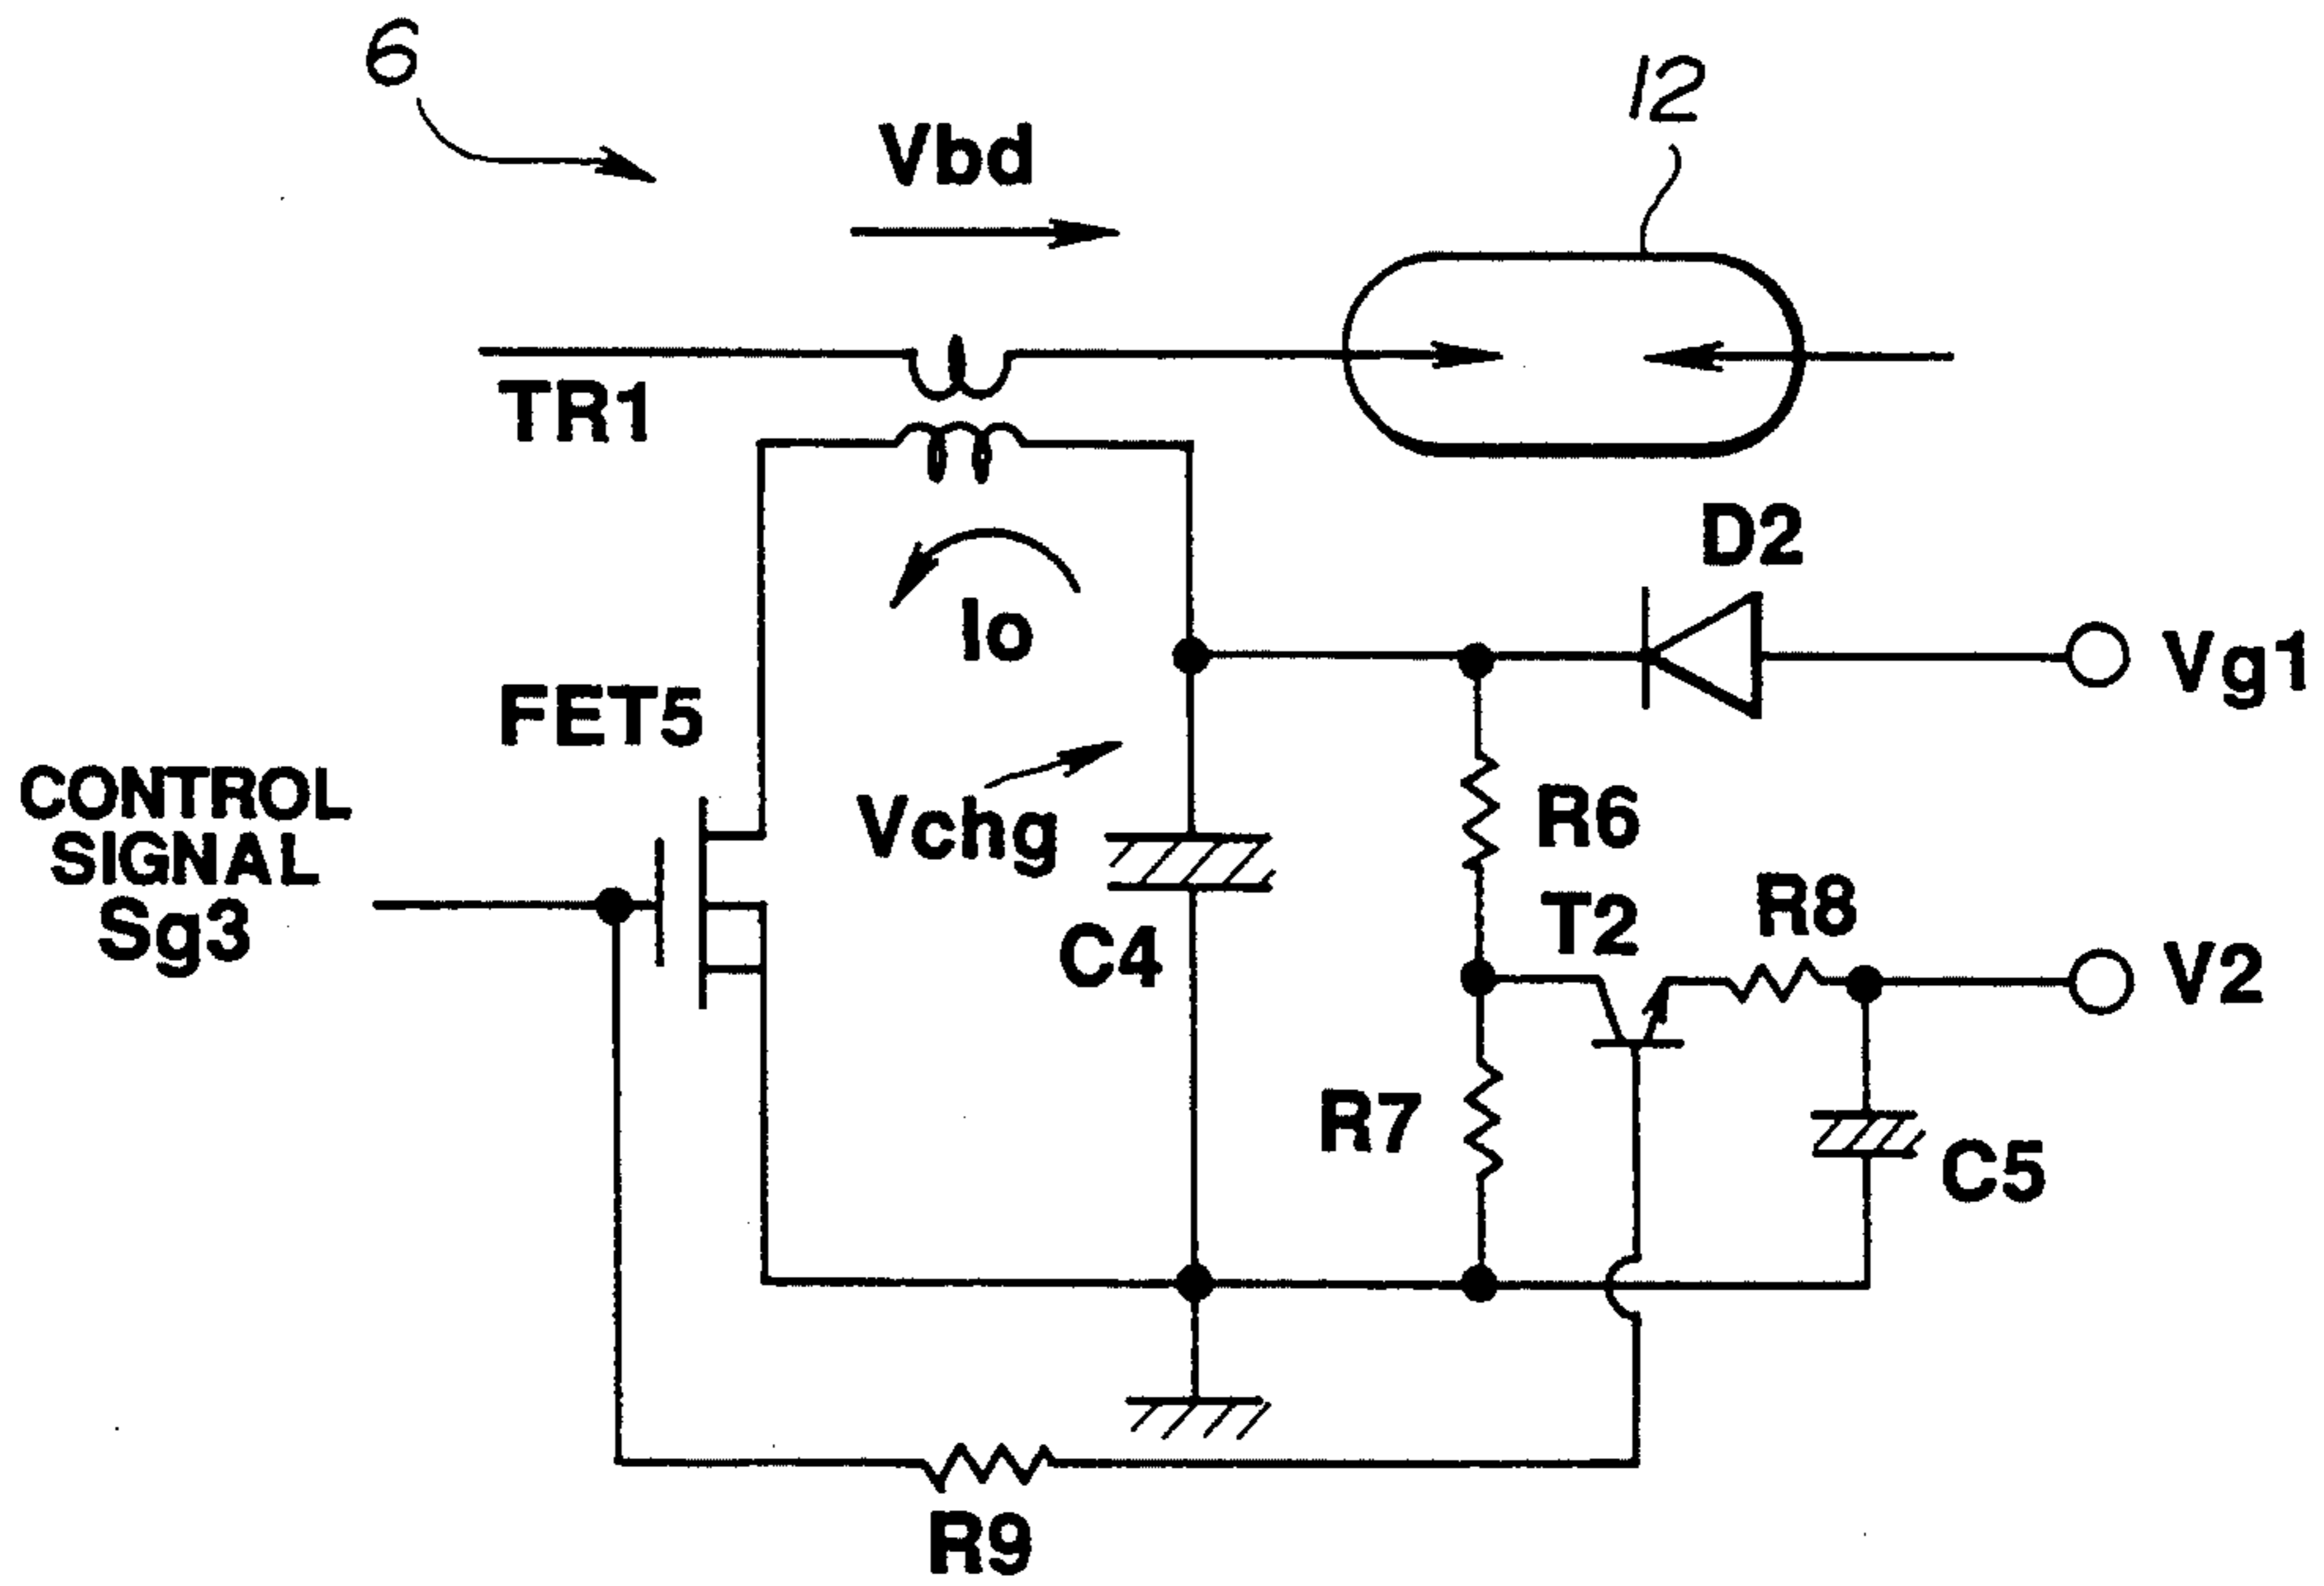 6
12
Vbd
TR1
D2
Io
Vg1
FET5
CONTROL
SIGNAL
Sg3
Vchg
R6
C4
T2
R8
V2
R7
C5
R9